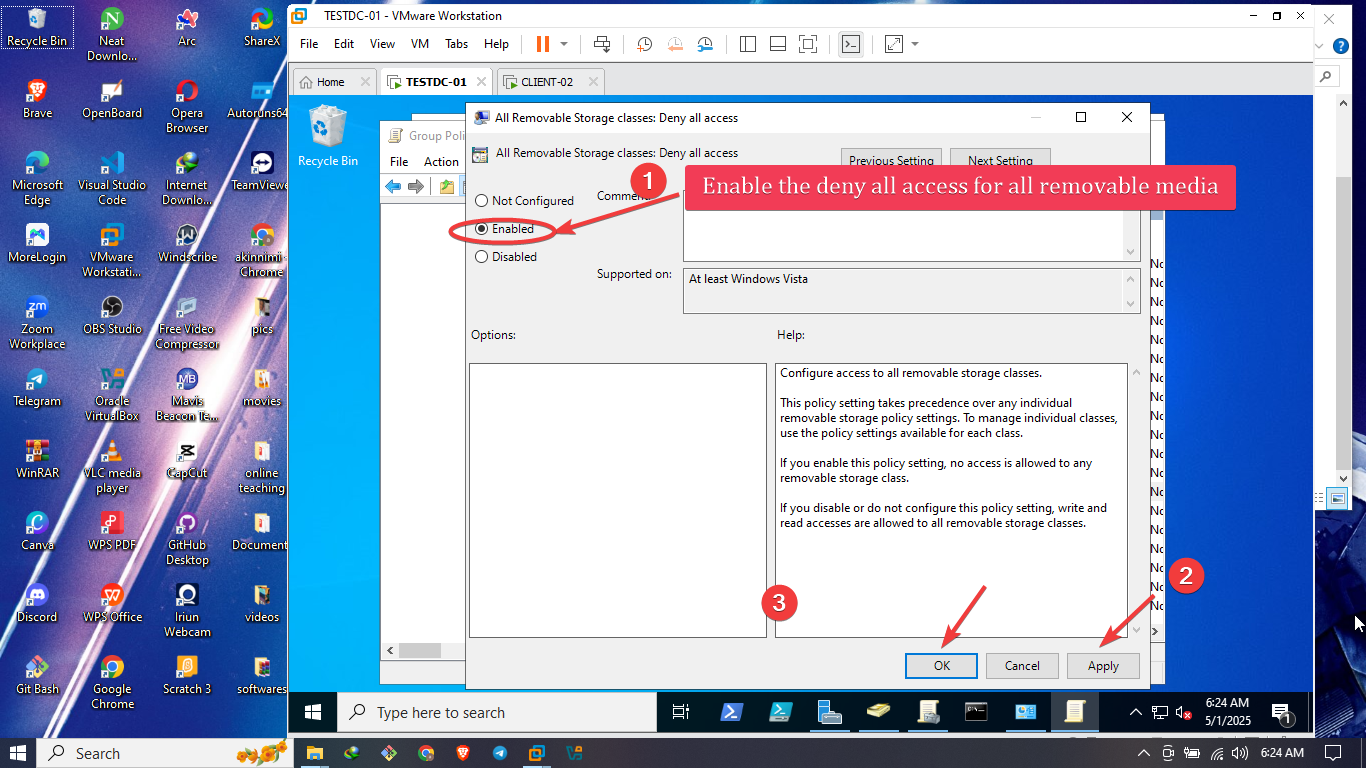 Recycle Bin
Neat
Downlo...
Arc
ShareX
Brave
OpenBoard
Opera
Browser
Autoruns64
Microsoft
Edge
Visual Studio
Code
Internet
Downlo...
TeamViewe
MoreLogin
VMware
Workstati...
Windscribe
akinnimi -
Chrome
Zoom
Workplace
OBS Studio
Free Video
Compressor
pics
Telegram
Oracle
VirtualBox
Mavis
Beacon Te...
movies
WinRAR
VLC media
player
CapCut
online
teaching
Canva
WPS PDF
GitHub
Desktop
Document
Discord
WPS Office
Iriun
Webcam
videos
Git Bash
Google
Chrome
Scratch 3
softwares
TESTDC-01 - VMware Workstation
File Edit View VM Tabs Help
Home TESTDC-01 CLIENT-02
Recycle Bin
Group Poli
File Action
All Removable Storage classes: Deny all access
All Removable Storage classes: Deny all access
Previous Setting Next Setting
1 Enable the deny all access for all removable media
Not Configured
Enabled
Disabled
Supported on:
At least Windows Vista
Options:
Help:
Configure access to all removable storage classes.
This policy setting takes precedence over any individual
removable storage policy settings. To manage individual classes,
use the policy settings available for each class.
If you enable this policy setting, no access is allowed to any
removable storage class.
If you disable or do not configure this policy setting, write and
read accesses are allowed to all removable storage classes.
2
3
OK Cancel Apply
Type here to search
6:24 AM
5/1/2025
1
Search
6:24 AM